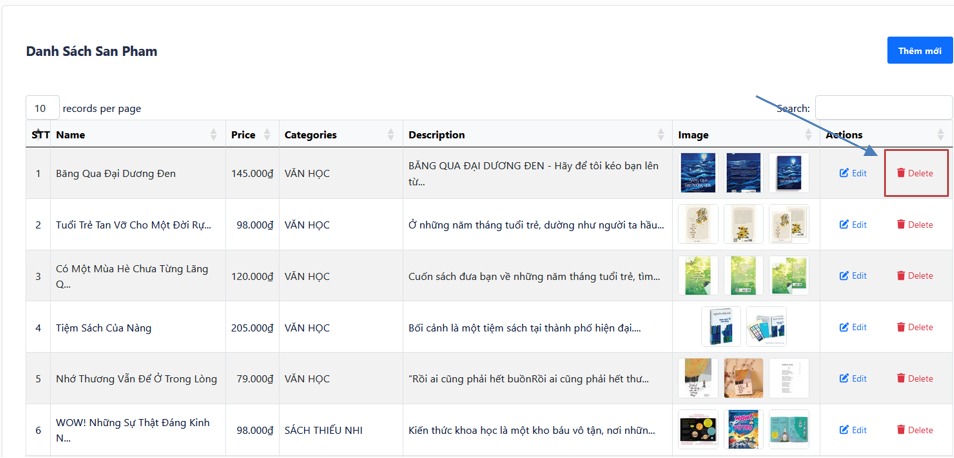 Danh Sách San Pham
Thêm mới
10 records per page
Search:
STT Name Price Categories Description Image Actions
1 Băng Qua Đại Dương Đen 145.000₫ VĂN HỌC BĂNG QUA ĐẠI DƯƠNG ĐEN - Hãy để tôi kéo bạn lên
từ... Edit Delete
2 Tuổi Trẻ Tan Vỡ Cho Một Đời Rự... 98.000₫ VĂN HỌC Ở những năm tháng tuổi trẻ, dường như người ta hầu... Edit Delete
3 Có Một Mùa Hè Chưa Từng Lãng
Q... 120.000₫ VĂN HỌC Cuốn sách đưa bạn về những năm tháng tuổi trẻ, tìm... Edit Delete
4 Tiệm Sách Của Nàng 205.000₫ VĂN HỌC Bối cảnh là một tiệm sách tại thành phố hiện đại.... Edit Delete
5 Nhớ Thương Vẫn Để Ở Trong Lòng 79.000₫ VĂN HỌC "Rồi ai cũng phải hết buồnRồi ai cũng phải hết thư... Edit Delete
6 WOW! Những Sự Thật Đáng Kinh
N... 98.000₫ SÁCH THIẾU NHI Kiến thức khoa học là một kho báu vô tận, nơi nhữn... Edit Delete